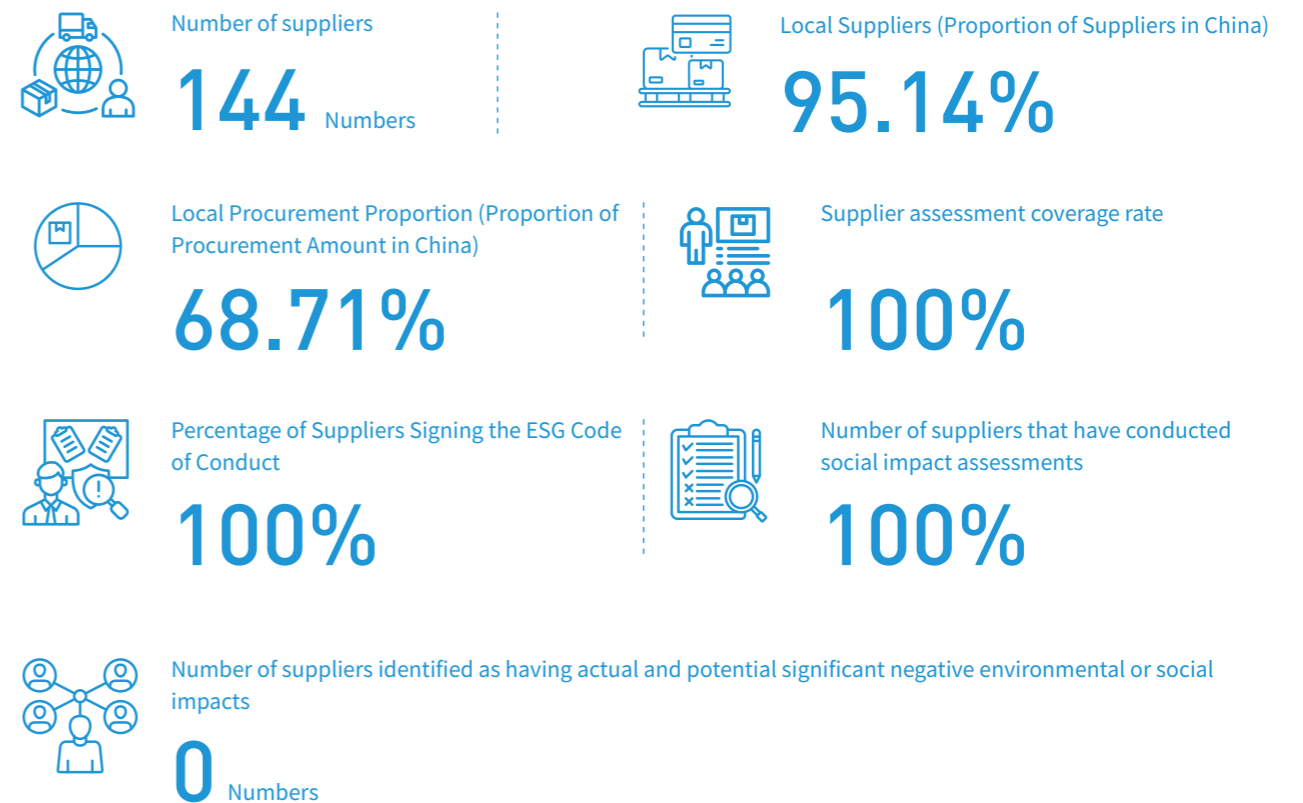 Number of suppliers
144 Numbers
Local Suppliers (Proportion of Suppliers in China)
95.14%
Local Procurement Proportion (Proportion of
Procurement Amount in China)
68.71%
Supplier assessment coverage rate
100%
Percentage of Suppliers Signing the ESG Code
of Conduct
100%
Number of suppliers that have conducted
social impact assessments
100%
Number of suppliers identified as having actual and potential significant negative environmental or social
impacts
0 Numbers